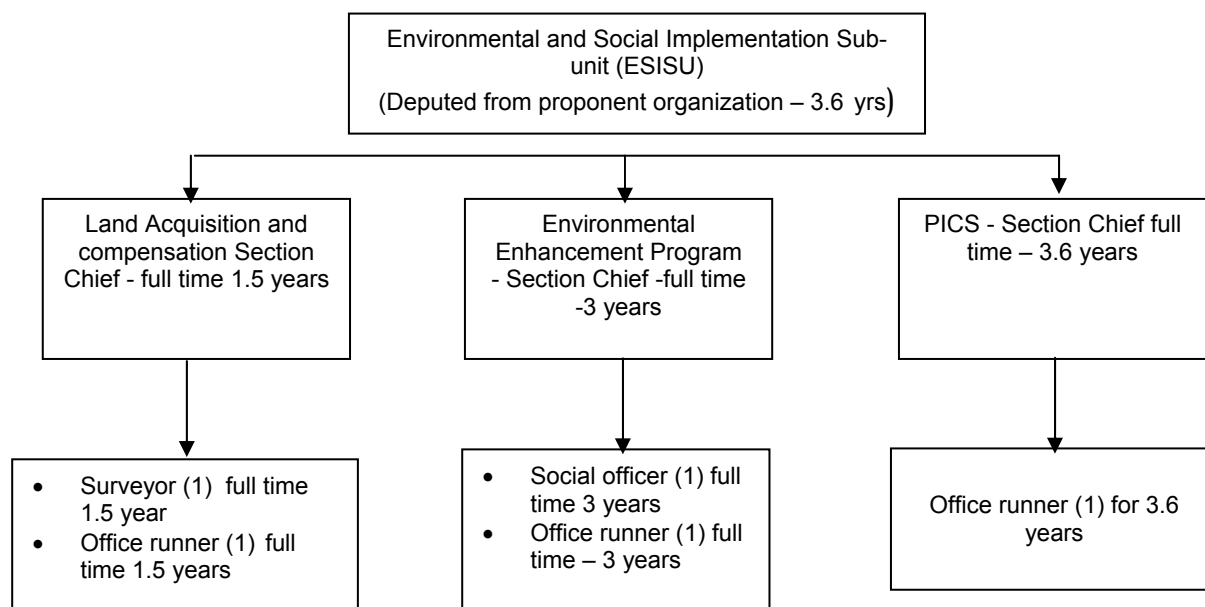 Environmental and Social Implementation Sub-
unit (ESISU)
(Deputed from proponent organization – 3.6 yrs)
Land Acquisition and
compensation Section
Chief - full time 1.5 years
Environmental
Enhancement Program
- Section Chief -full time
-3 years
PICS - Section Chief full
time – 3.6 years
• Surveyor (1) full time
1.5 year
• Office runner (1) full
time 1.5 years
• Social officer (1) full
time 3 years
• Office runner (1) full
time – 3 years
Office runner (1) for 3.6
years